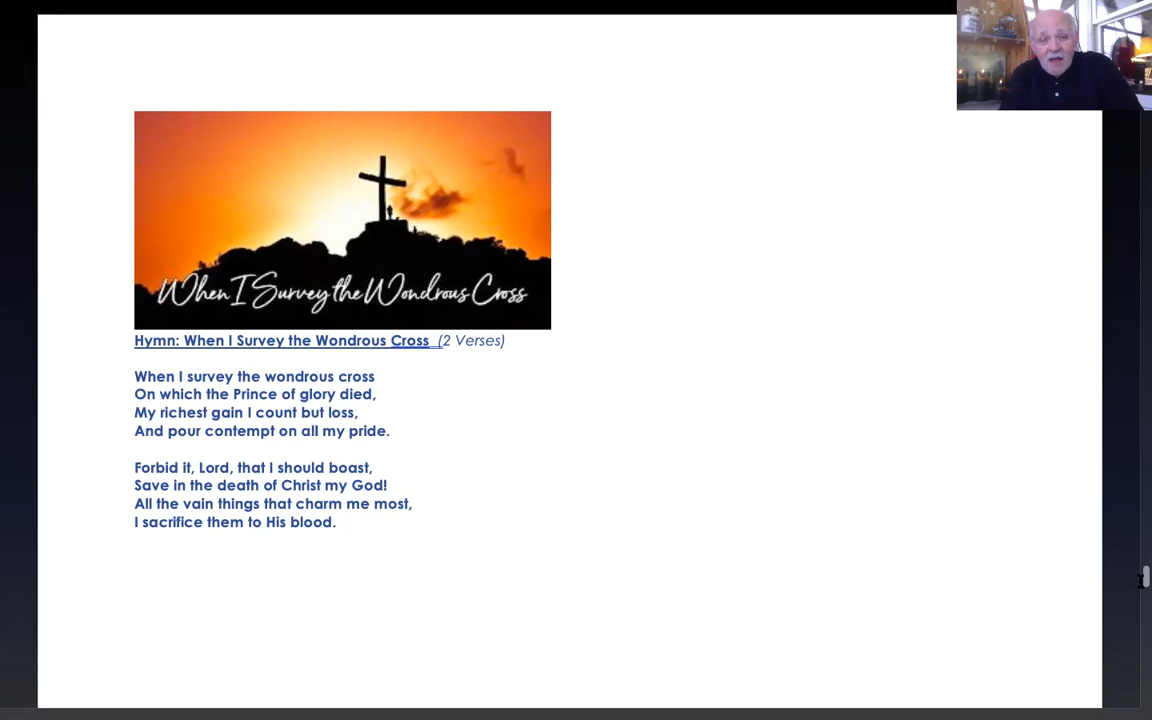 When I Survey the Wondrous Cross
Hymn: When I Survey the Wondrous Cross (2 Verses)
When I survey the wondrous cross
On which the Prince of glory died,
My richest gain I count but loss,
And pour contempt on all my pride.
Forbid it, Lord, that I should boast,
Save in the death of Christ my God!
All the vain things that charm me most,
I sacrifice them to His blood.